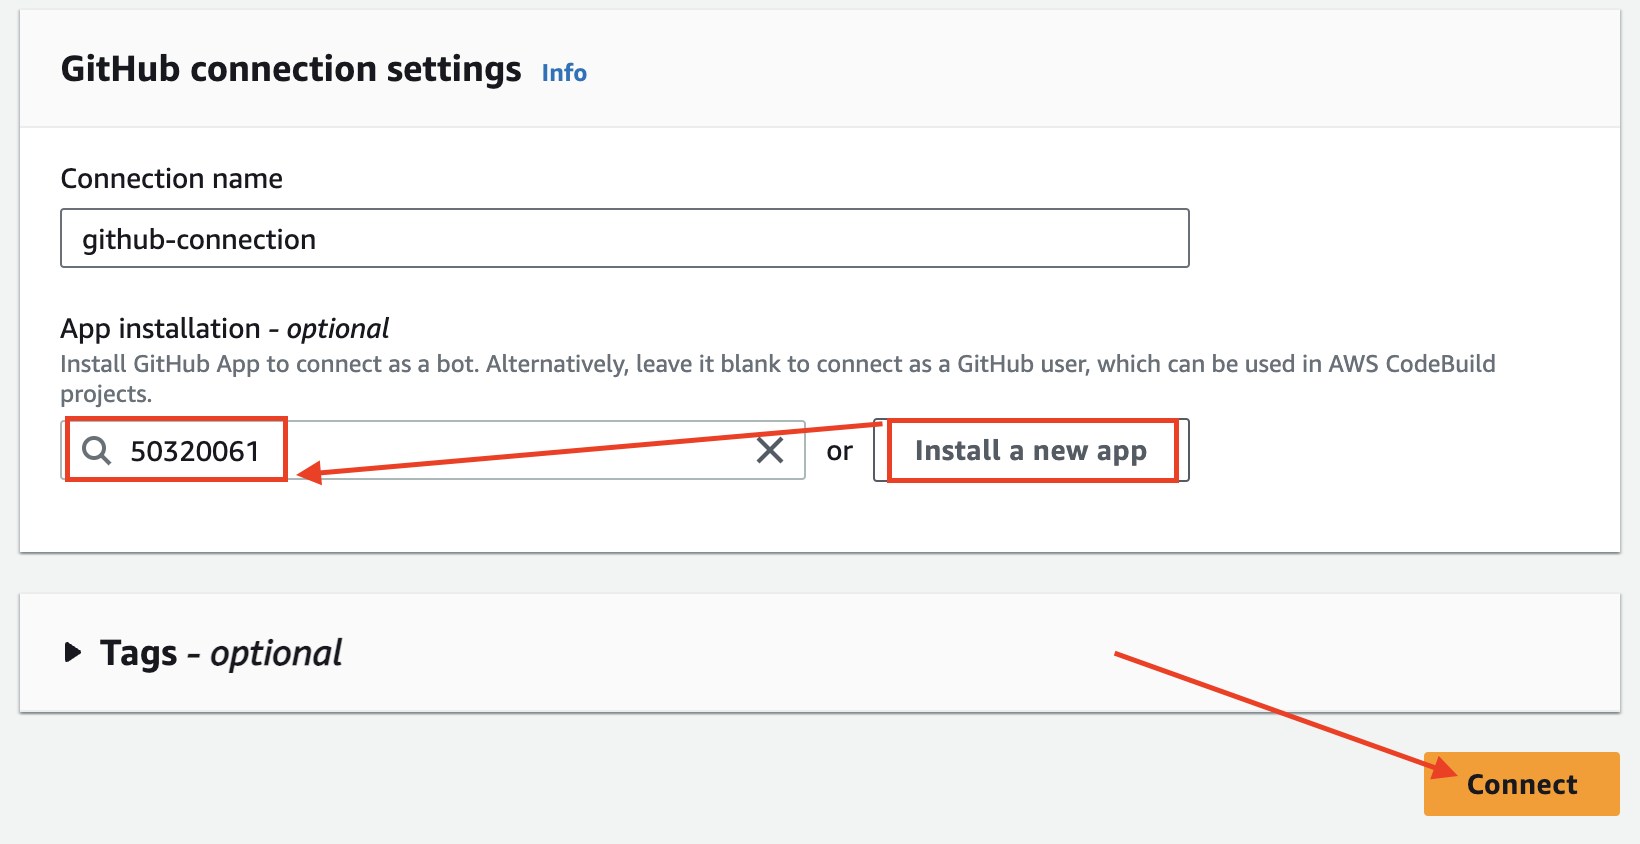 GitHub connection settings Info
Connection name
github-connection
App installation - optional
Install GitHub App to connect as a bot. Alternatively, leave it blank to connect as a GitHub user, which can be used in AWS CodeBuild
projects.
50320061 or Install a new app
Tags - optional
Connect